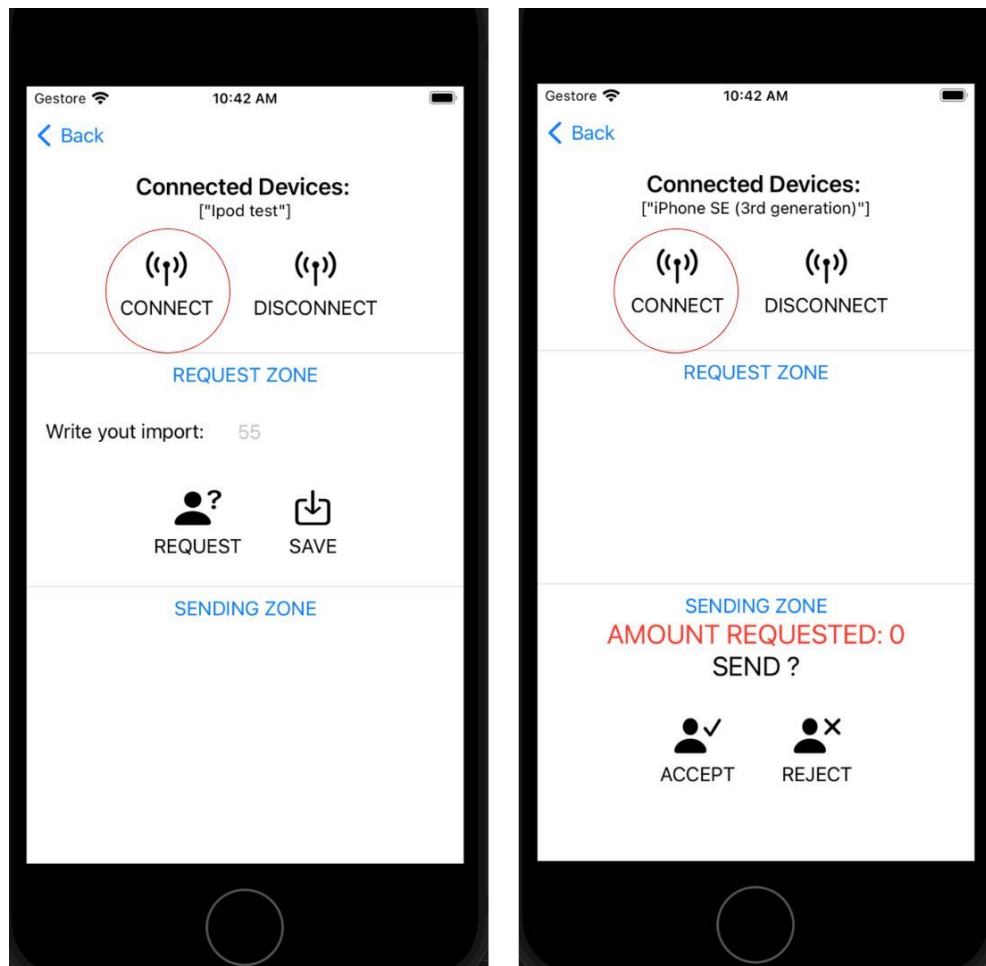 Gestore 10:42 AM
Back
Connected Devices:
["Ipod test"]
CONNECT DISCONNECT
REQUEST ZONE
Write yout import: 55
?
REQUEST SAVE
SENDING ZONE
Gestore 10:42 AM
Back
Connected Devices:
["iPhone SE (3rd generation)"]
CONNECT DISCONNECT
REQUEST ZONE
SENDING ZONE
AMOUNT REQUESTED: 0
SEND ?
ACCEPT REJECT